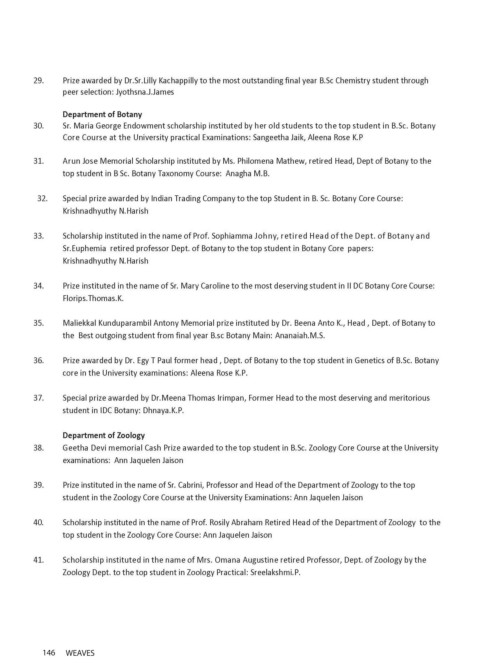 29. Prize awarded by Dr.Sr.Lilly Kachappilly to the most outstanding final year B.Sc Chemistry student through
peer selection: Jyothsna.J.James
Department of Botany
30. Sr. Maria George Endowment scholarship instituted by her old students to the top student in B.Sc. Botany
Core Course at the University practical Examinations: Sangeetha Jaik, Aleena Rose K.P
31. Arun Jose Memorial Scholarship instituted by Ms. Philomena Mathew, retired Head, Dept of Botany to the
top student in B Sc. Botany Taxonomy Course: Anagha M.B.
32. Special prize awarded by Indian Trading Company to the top Student in B. Sc. Botany Core Course:
Krishnadhyuthy N.Harish
33. Scholarship instituted in the name of Prof. Sophiamma Johny, retired Head of the Dept. of Botany and
Sr.Euphemia retired professor Dept. of Botany to the top student in Botany Core papers:
Krishnadhyuthy N.Harish
34. Prize instituted in the name of Sr. Mary Caroline to the most deserving student in II DC Botany Core Course:
Florips.Thomas.K.
35. Maliekkal Kunduparambil Antony Memorial prize instituted by Dr. Beena Anto K., Head , Dept. of Botany to
the Best outgoing student from final year B.sc Botany Main: Ananaiah.M.S.
36. Prize awarded by Dr. Egy T Paul former head , Dept. of Botany to the top student in Genetics of B.Sc. Botany
core in the University examinations: Aleena Rose K.P.
37. Special prize awarded by Dr.Meena Thomas Irimpan, Former Head to the most deserving and meritorious
student in IDC Botany: Dhnaya.K.P.
Department of Zoology
38. Geetha Devi memorial Cash Prize awarded to the top student in B.Sc. Zoology Core Course at the University
examinations: Ann Jaquelen Jaison
39. Prize instituted in the name of Sr. Cabrini, Professor and Head of the Department of Zoology to the top
student in the Zoology Core Course at the University Examinations: Ann Jaquelen Jaison
40. Scholarship instituted in the name of Prof. Rosily Abraham Retired Head of the Department of Zoology to the
top student in the Zoology Core Course: Ann Jaquelen Jaison
41. Scholarship instituted in the name of Mrs. Omana Augustine retired Professor, Dept. of Zoology by the
Zoology Dept. to the top student in Zoology Practical: Sreelakshmi.P.
146 WEAVES